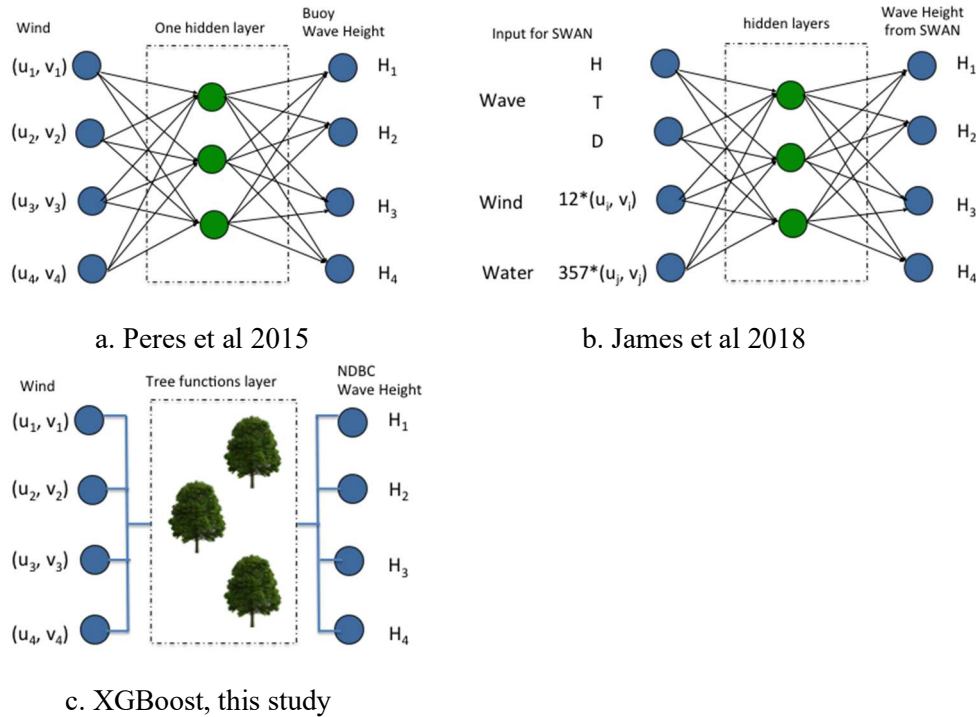 Wind
One hidden layer
Buoy
Wave Height
(u₁, v₁)
H₁
(u₂, v₂)
H₂
(u₃, v₃)
H₃
(u₄, v₄)
H₄
a. Peres et al 2015
Input for SWAN
hidden layers
Wave Height
from SWAN
H
H₁
Wave
T
D
H₂
Wind
12*(uᵢ, vᵢ)
H₃
Water
357*(uⱼ, vⱼ)
H₄
b. James et al 2018
Wind
Tree functions layer
NDBC
Wave Height
(u₁, v₁)
H₁
(u₂, v₂)
H₂
(u₃, v₃)
H₃
(u₄, v₄)
H₄
c. XGBoost, this study